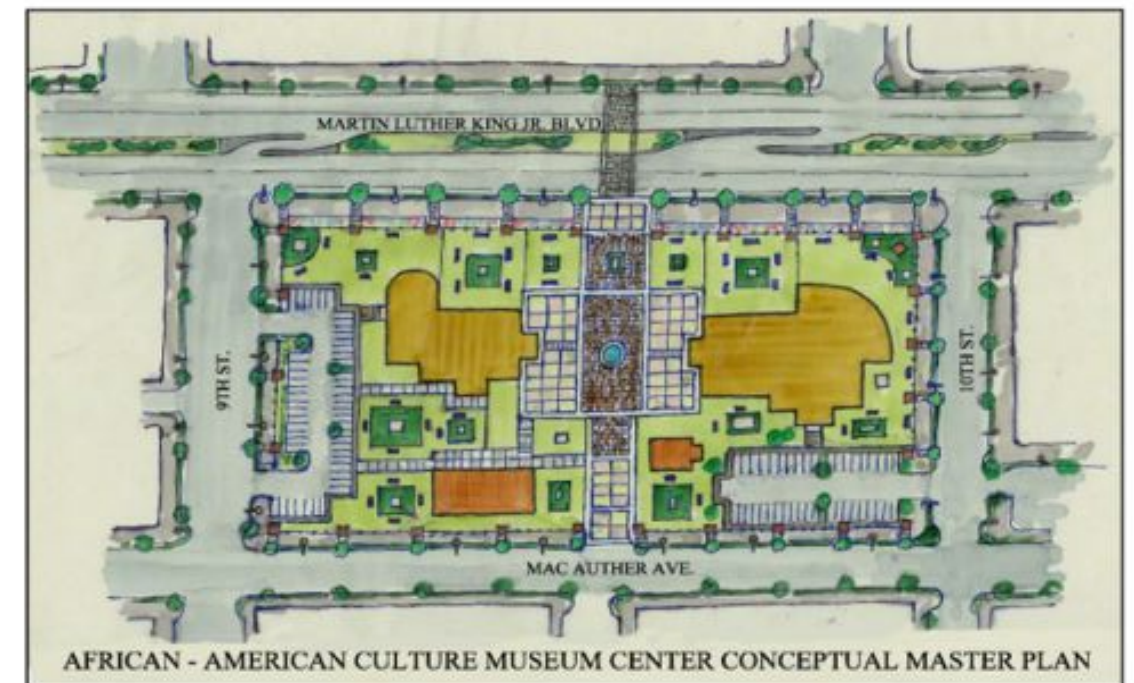 MARTIN LUTHER KING JR. BLVD.
9TH ST.
10TH ST.
MAC AUTHER AVE.
AFRICAN - AMERICAN CULTURE MUSEUM CENTER CONCEPTUAL MASTER PLAN